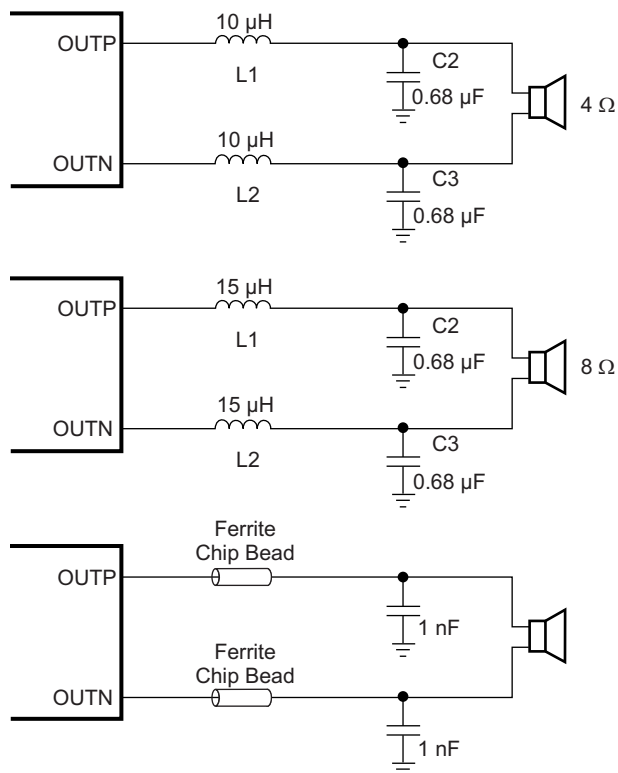 10 µH
OUTP
L1
C2
0.68 µF
4 Ω
10 µH
OUTN
L2
C3
0.68 µF
15 µH
OUTP
L1
C2
0.68 µF
8 Ω
15 µH
OUTN
L2
C3
0.68 µF
Ferrite
Chip Bead
OUTP
1 nF
Ferrite
Chip Bead
OUTN
1 nF